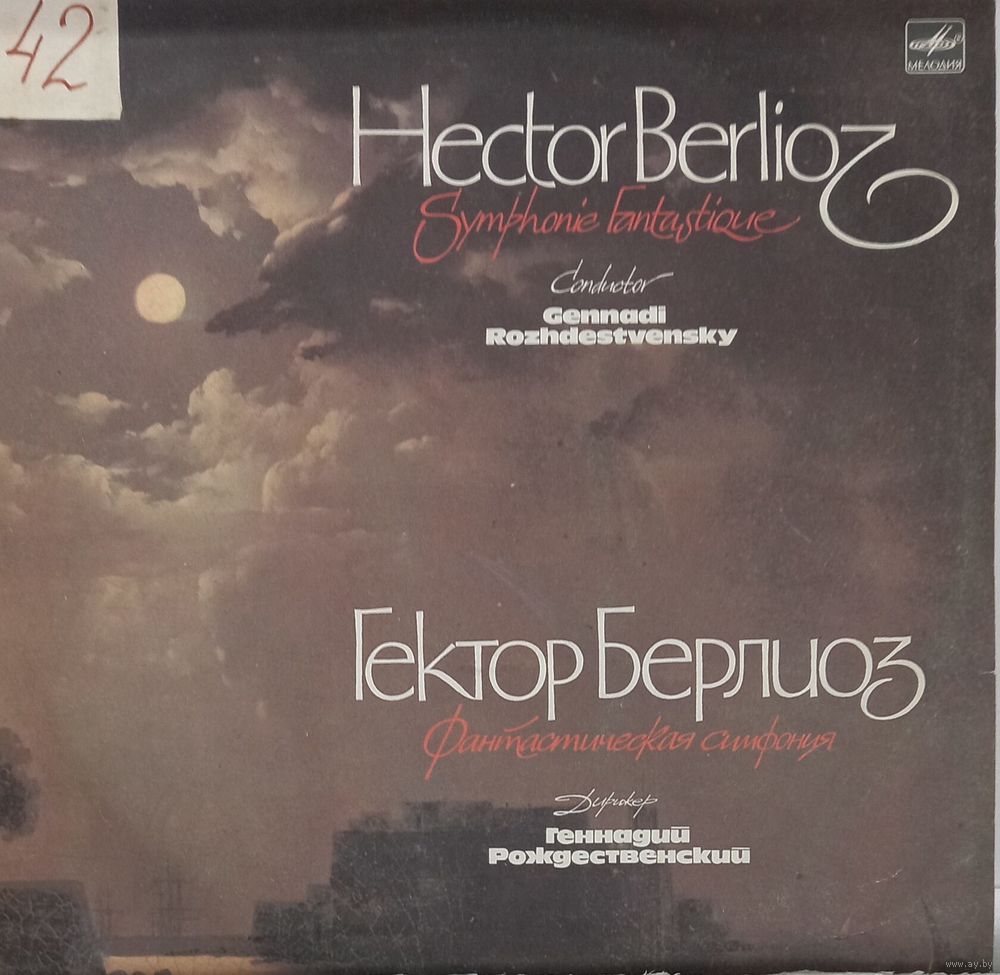 42
МЕЛОДИЯ
Hector Berlioz
Symphonie Fantastique
Conductor
Gennadi
Rozhdestvensky
Гектор Берлиоз
Фантастическая симфония
Дирижер
Геннадий
Рождественский
www.ay.by